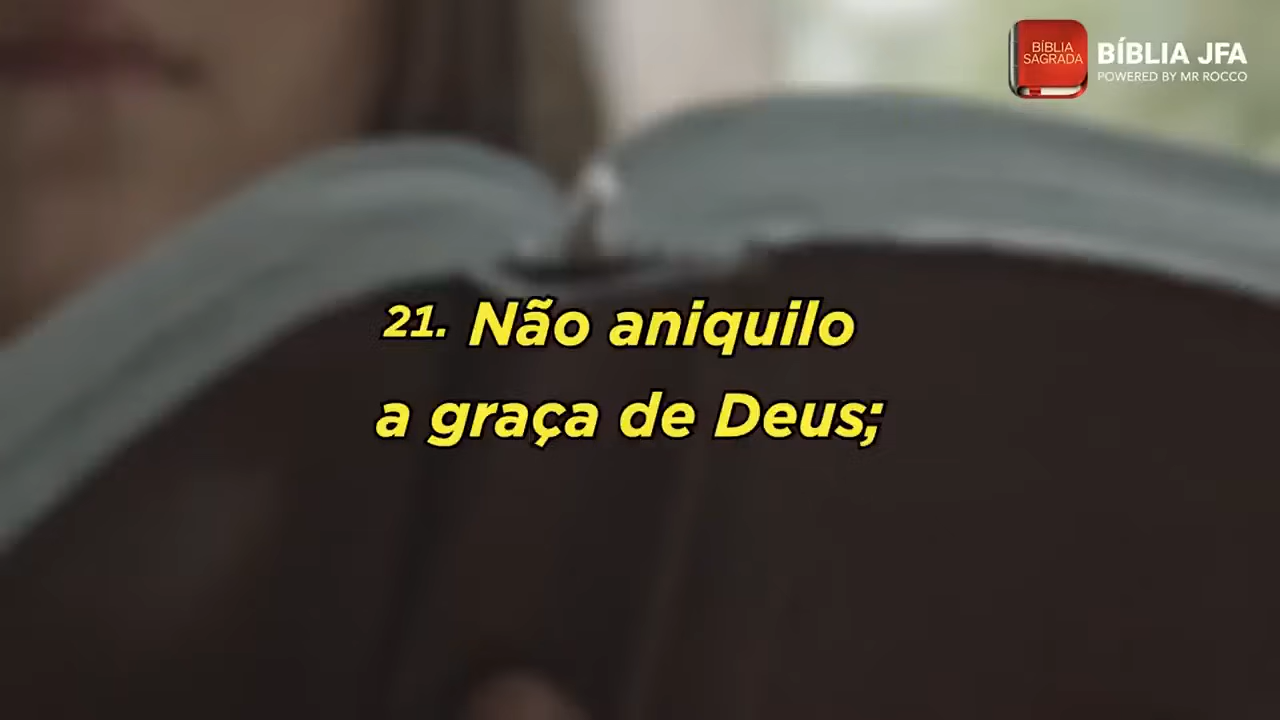 BÍBLIA
SAGRADA
BÍBLIA JFA
POWERED BY MR ROCCO
21. Não aniquilo
a graça de Deus;